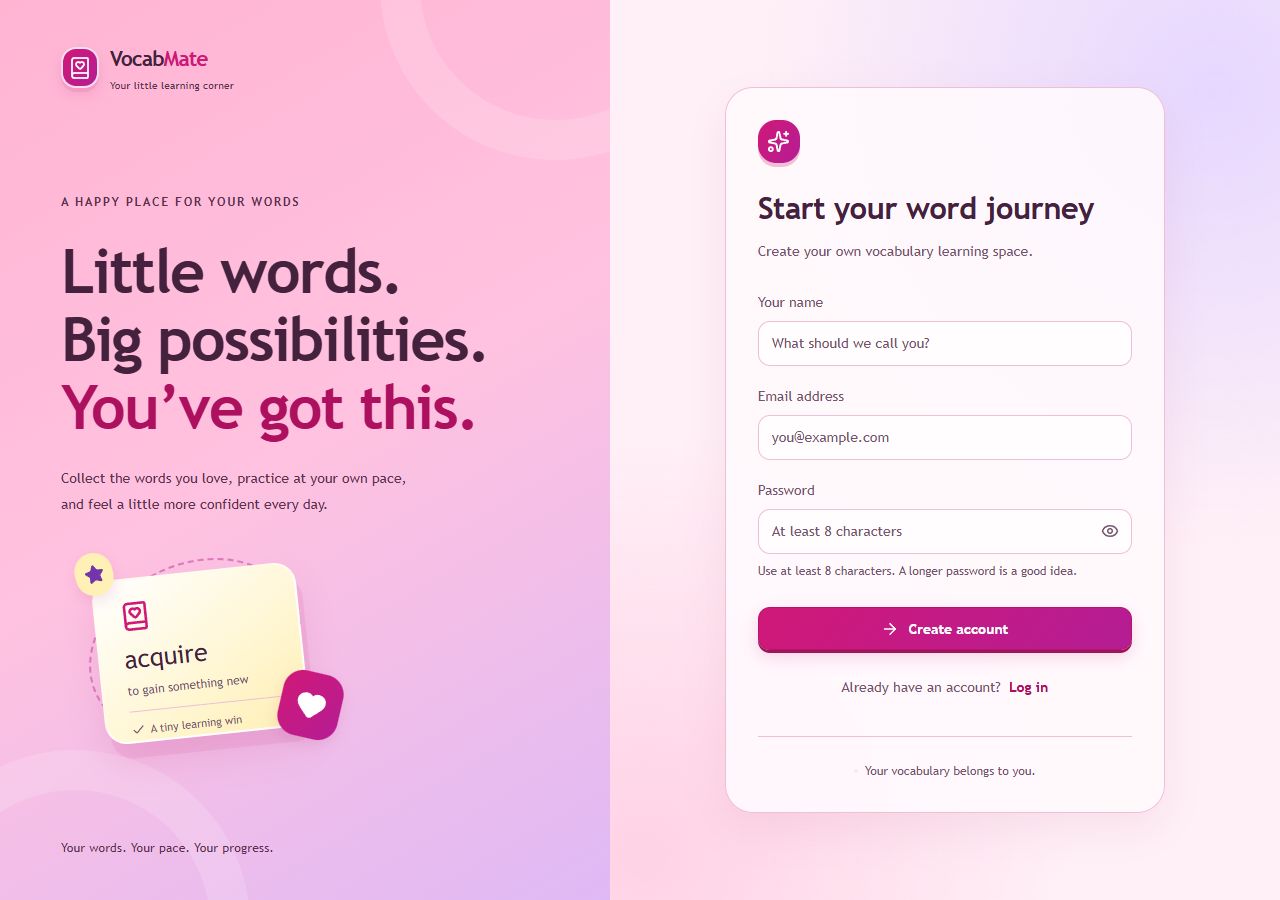 VocabMate
Your little learning corner
A HAPPY PLACE FOR YOUR WORDS
Little words.
Big possibilities.
You’ve got this.
Collect the words you love, practice at your own pace,
and feel a little more confident every day.
acquire
to gain something new
A tiny learning win
Your words. Your pace. Your progress.
Start your word journey
Create your own vocabulary learning space.
Your name
What should we call you?
Email address
you@example.com
Password
At least 8 characters
Use at least 8 characters. A longer password is a good idea.
Create account
Already have an account? Log in
Your vocabulary belongs to you.